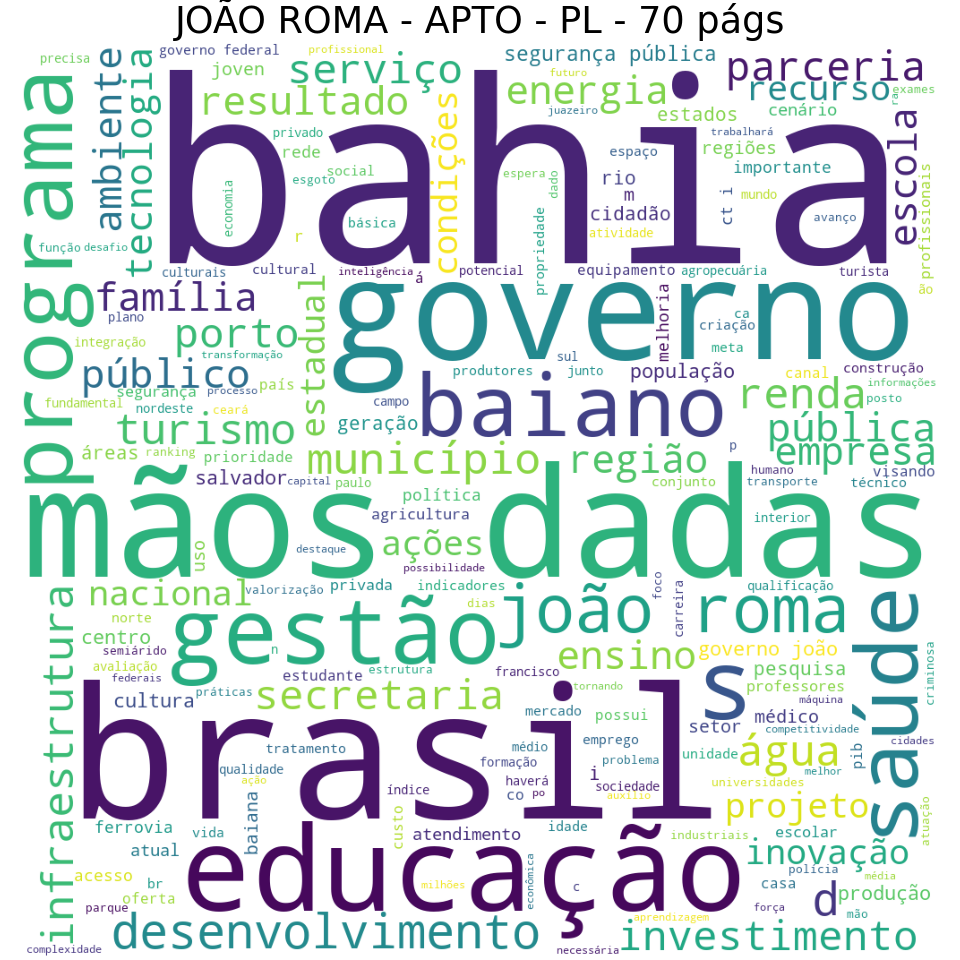 JOÃO ROMA - APTO - PL - 70 págs
precisa
governo federal
profissional
segurança pública
parceria
programa
ambiente
tecnologia
joven
serviço
futuro
energia
recurso
exames
resultado
condições
juazeiro
estados
cenário
ra
bahia
privado
trabalhará
escola
rede
espaço
regiões
esgoto
social
espera
dado
rio
importante
profissionais
economia
m
ct i
mundo
básica
cidadão
avanço
função
desafio
r
atividade
propriedade
culturais
cultural
inteligência
á
potencial
equipamento
agropecuária
turista
ão
família
estadual
governo
melhoria
plano
ca
criação
porto
integração
transformação
meta
público
país
sul
junto
produtores
população
canal
construção
segurança
processo
campo
baiano
renda
informações
fundamental
nordeste
ceará
posto
turismo
geração
pública
áreas
ranking
prioridade
município
região
p
empresa
salvador
capital
paulo
política
conjunto
humano
transporte
visando
técnico
mãos dadas
agricultura
interior
uso
destaque
ações
possibilidade
nacional
valorização
privada
indicadores
foco
carreira
qualificação
infraestrutura
norte
gestão
dias
joão roma
saúde
centro
semiárido
n
avaliação
federais
estrutura
francisco
ensino
governo joão
criminosa
estudante
tornando
s
pesquisa
professores
cultura
práticas
secretaria
máquina
brasil
mercado
possui
setor
médico
competitividade
tratamento
médio
emprego
água
pib
cidades
qualidade
formação
problema
unidade
melhor
ação
índice
haverá
i
sociedade
universidades
co
po
auxílio
projeto
atuação
ferrovia
vida
baiana
custo
atendimento
idade
industriais
escolar
atual
educação
inovação
polícia
acesso
br
milhões
econômica
c
casa
média
oferta
d
produção
parque
aprendizagem
força
mão
complexidade
desenvolvimento
necessária
investimento